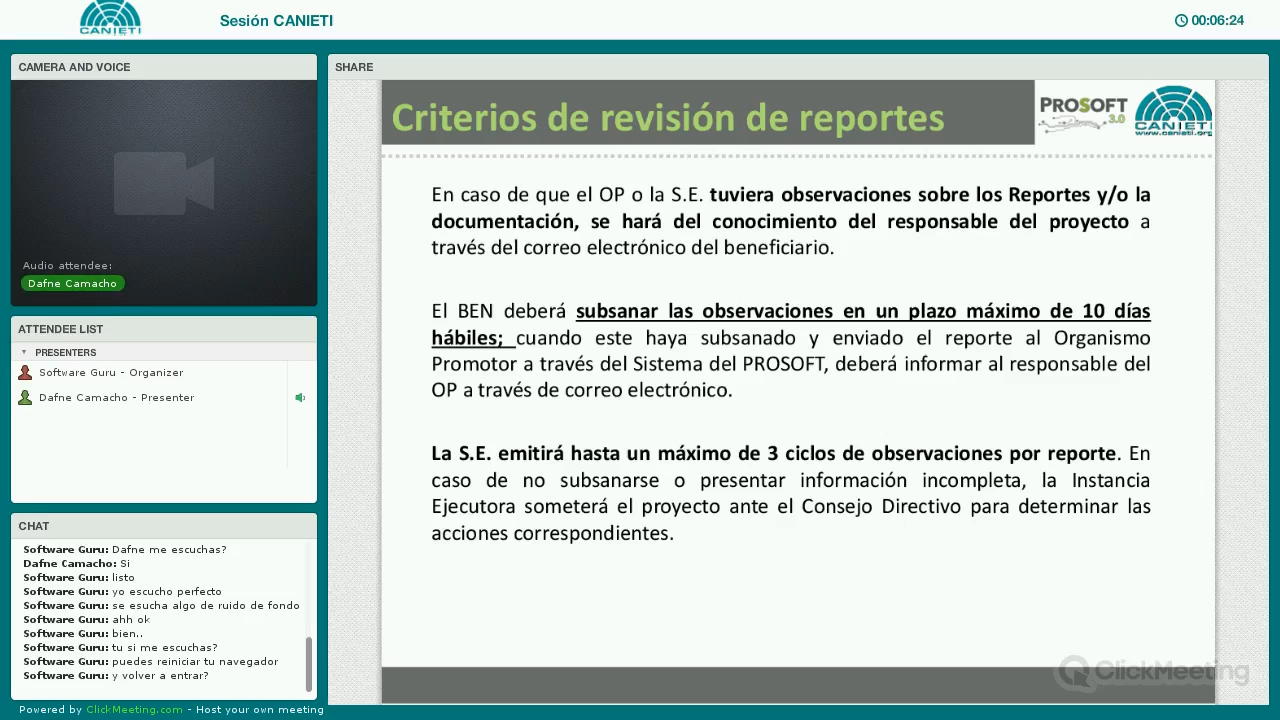 CANIETI
Sesión CANIETI
00:06:24
CAMERA AND VOICE
Audio attendee:
Dafne Camacho
ATTENDEE LIST
PRESENTERS
Software Guru - Organizer
Dafne Camacho - Presenter
CHAT
Software Guru: Dafne me escuchas?
Dafne Camacho: Si
Software Guru: listo
Software Guru: yo escucho perfecto
Software Guru: se esucha algo de ruido de fondo
Software Guru: ahh ok
Software Guru: bien..
Software Guru: tu si me escuchas?
Software Guru: puedes reiniciar tu navegador
Software Guru: y volver a entrar?
Powered by ClickMeeting.com - Host your own meeting
SHARE
Criterios de revisión de reportes
PROSOFT
3.0
CANIETI
www.canieti.org
En caso de que el OP o la S.E. tuviera observaciones sobre los Reportes y/o la
documentación, se hará del conocimiento del responsable del proyecto a
través del correo electrónico del beneficiario.
El BEN deberá subsanar las observaciones en un plazo máximo de 10 días
hábiles; cuando este haya subsanado y enviado el reporte al Organismo
Promotor a través del Sistema del PROSOFT, deberá informar al responsable del
OP a través de correo electrónico.
La S.E. emitirá hasta un máximo de 3 ciclos de observaciones por reporte. En
caso de no subsanarse o presentar información incompleta, la Instancia
Ejecutora someterá el proyecto ante el Consejo Directivo para determinar las
acciones correspondientes.
ClickMeeting